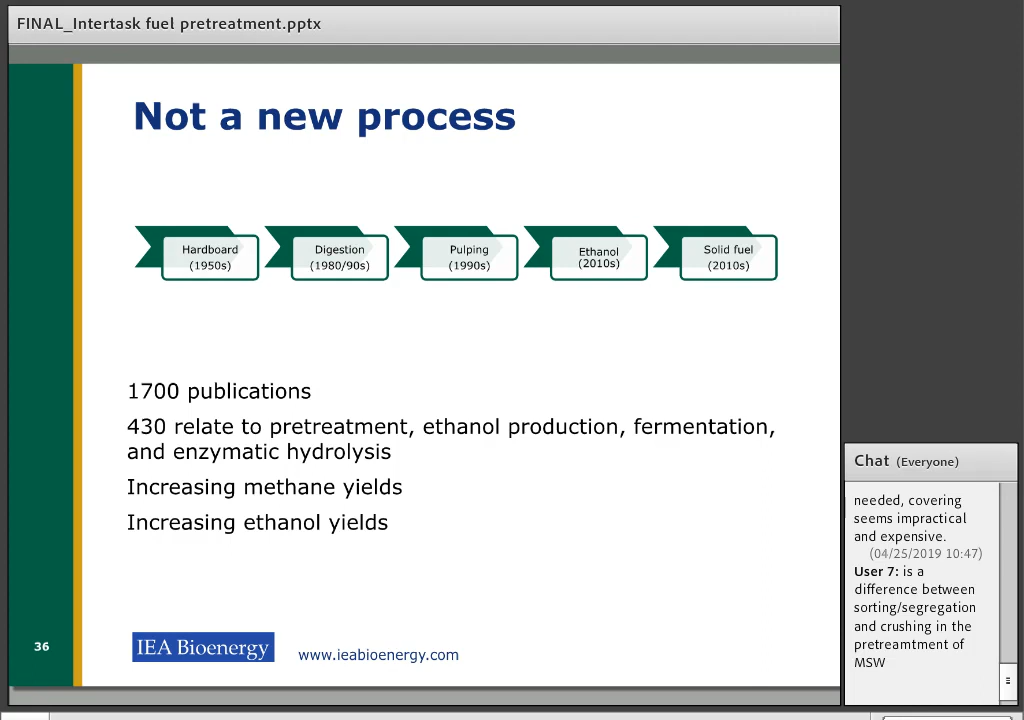 FINAL_Intertask fuel pretreatment.pptx
Not a new process
Hardboard
(1950s)
Digestion
(1980/90s)
Pulping
(1990s)
Ethanol
(2010s)
Solid fuel
(2010s)
1700 publications
430 relate to pretreatment, ethanol production, fermentation,
and enzymatic hydrolysis
Increasing methane yields
Increasing ethanol yields
36
IEA Bioenergy
www.ieabioenergy.com
Chat (Everyone)
needed, covering
seems impractical
and expensive.
(04/25/2019 10:47)
User 7: is a
difference between
sorting/segregation
and crushing in the
pretreamtment of
MSW